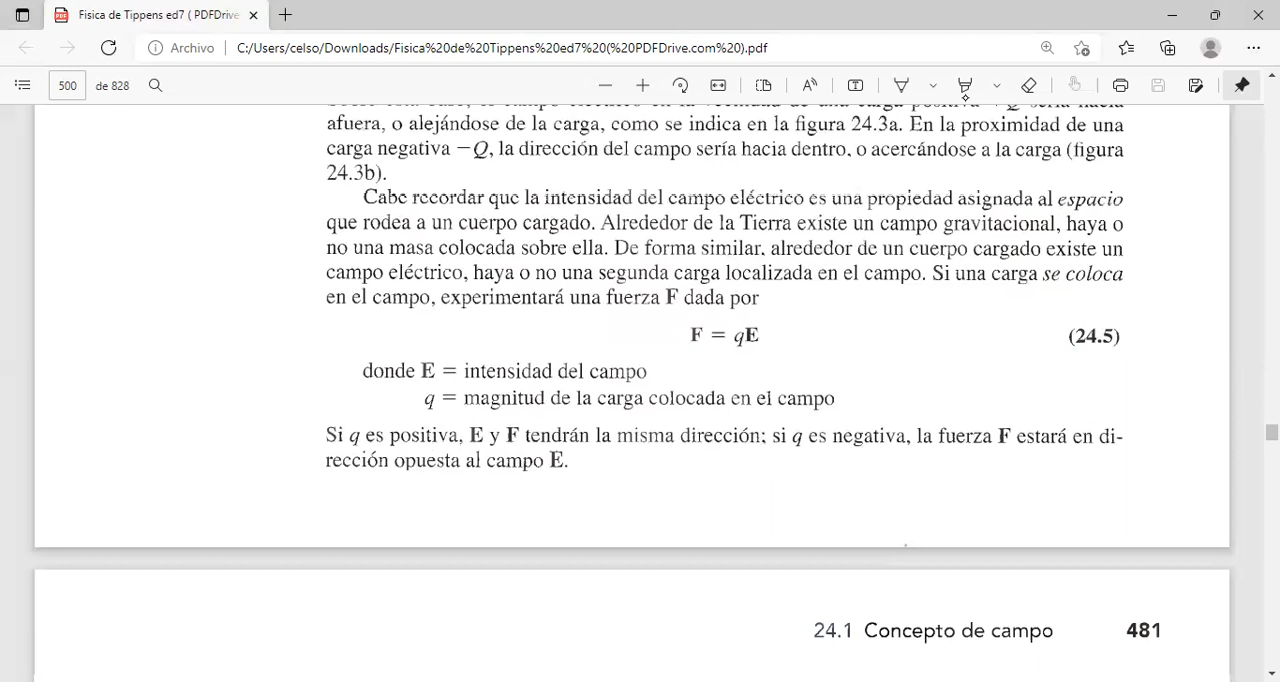 Fisica de Tippens ed7 ( PDFDrive
Archivo C:/Users/celso/Downloads/Fisica%20de%20Tippens%20ed7%20(%20PDFDrive.com%20).pdf
500 de 828
afuera, o alejándose de la carga, como se indica en la figura 24.3a. En la proximidad de una
carga negativa −Q, la dirección del campo sería hacia dentro, o acercándose a la carga (figura
24.3b).
Cabe recordar que la intensidad del campo eléctrico es una propiedad asignada al espacio
que rodea a un cuerpo cargado. Alrededor de la Tierra existe un campo gravitacional, haya o
no una masa colocada sobre ella. De forma similar, alrededor de un cuerpo cargado existe un
campo eléctrico, haya o no una segunda carga localizada en el campo. Si una carga se coloca
en el campo, experimentará una fuerza F dada por
F = qE (24.5)
donde E = intensidad del campo
q = magnitud de la carga colocada en el campo
Si q es positiva, E y F tendrán la misma dirección; si q es negativa, la fuerza F estará en di-
rección opuesta al campo E.
24.1 Concepto de campo 481